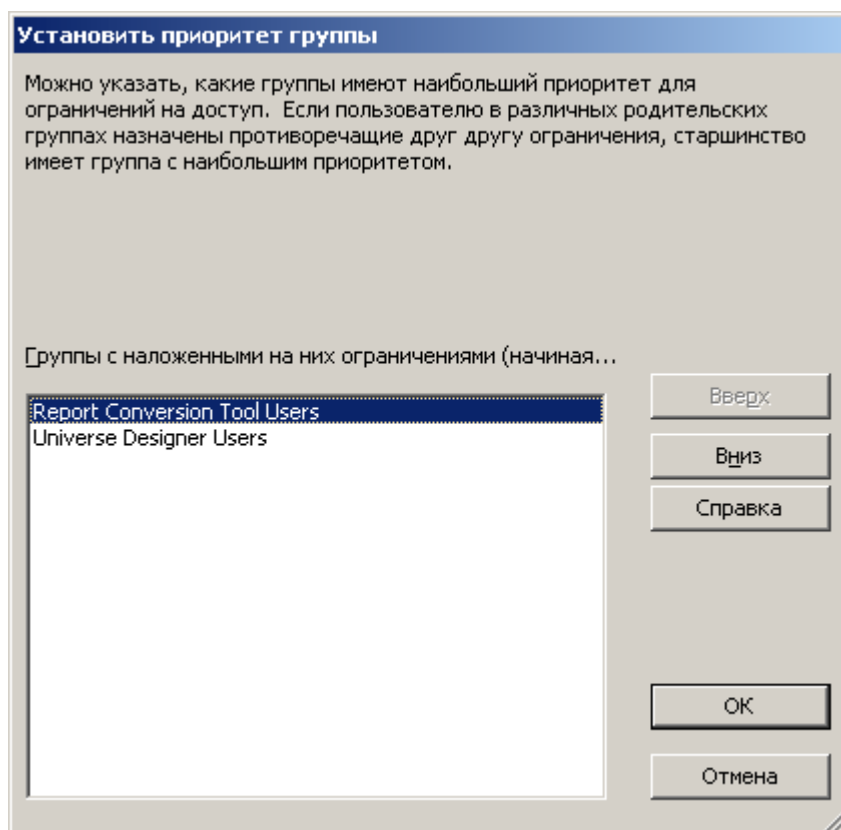 Установить приоритет группы
Можно указать, какие группы имеют наибольший приоритет для
ограничений на доступ.  Если пользователю в различных родительских
группах назначены противоречащие друг другу ограничения, старшинство
имеет группа с наибольшим приоритетом.
Группы с наложенными на них ограничениями (начиная...
Report Conversion Tool Users
Universe Designer Users
Вверх
Вниз
Справка
ОК
Отмена